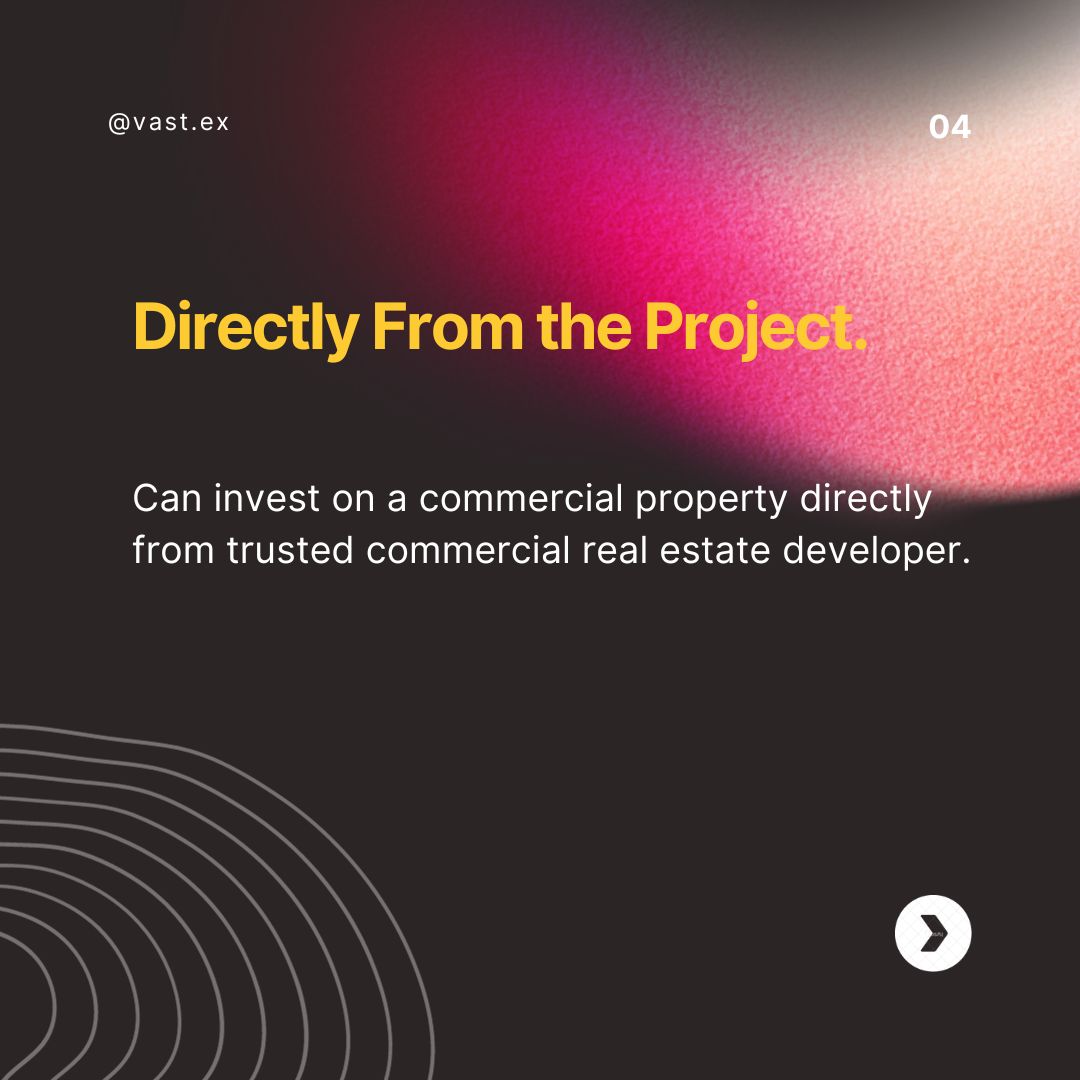 @vast.ex
04
Directly From the Project.
Can invest on a commercial property directly
from trusted commercial real estate developer.